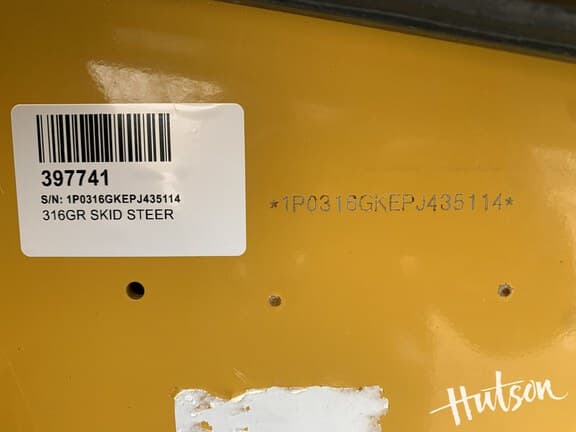 397741
S/N: 1P0316GKEPJ435114
316GR SKID STEER
*1P0316GKEPJ435114*
Hutson